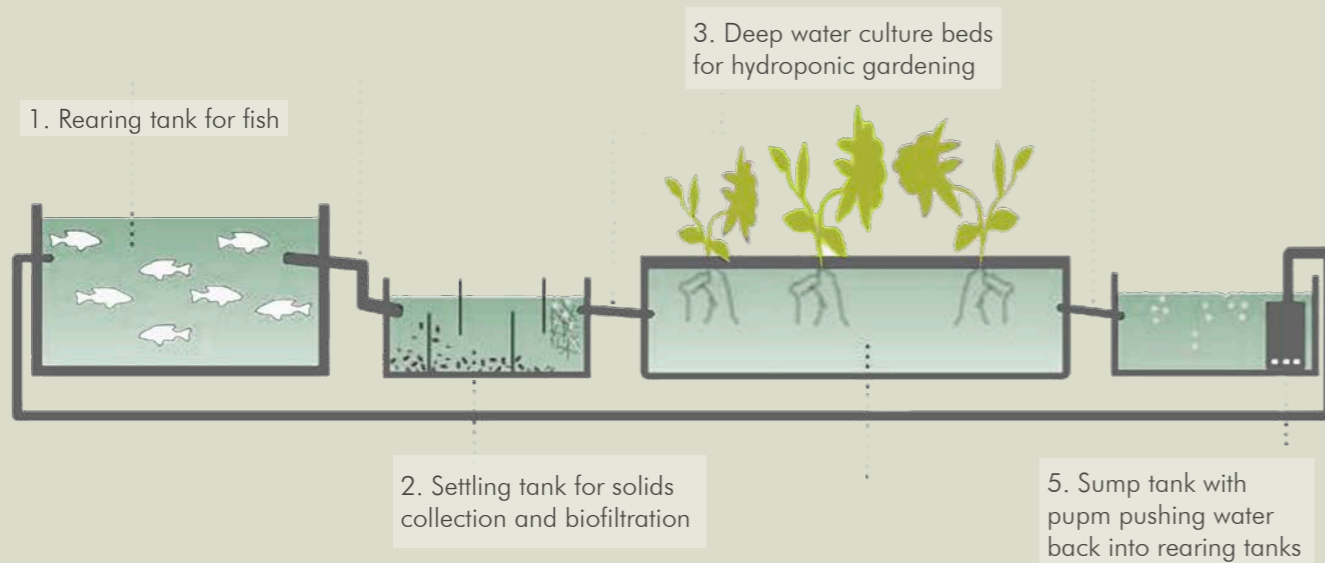 1. Rearing tank for fish
3. Deep water culture beds
for hydroponic gardening
2. Settling tank for solids
collection and biofiltration
5. Sump tank with
pupm pushing water
back into rearing tanks